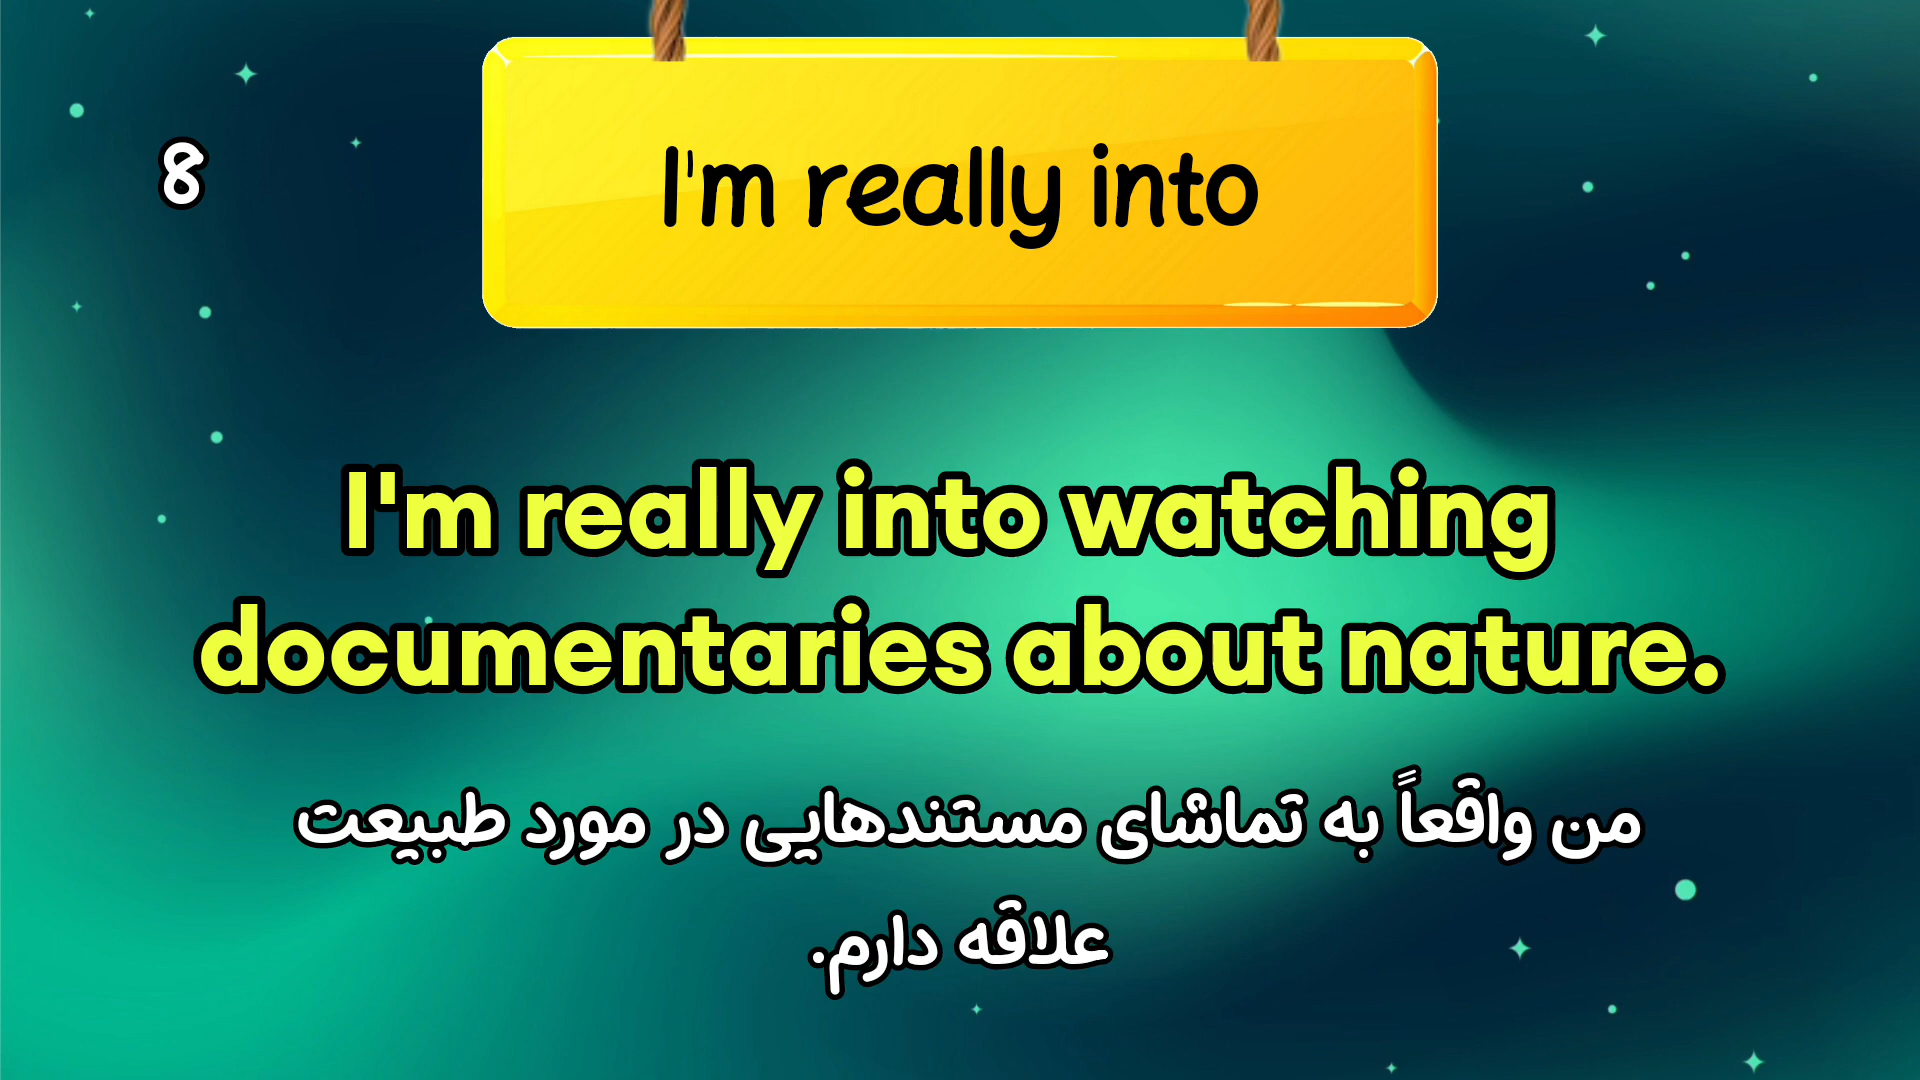 8
I'm really into
I'm really into watching
documentaries about nature.
من واقعاً به تماشای مستندهایی در مورد طبیعت
علاقه دارم.